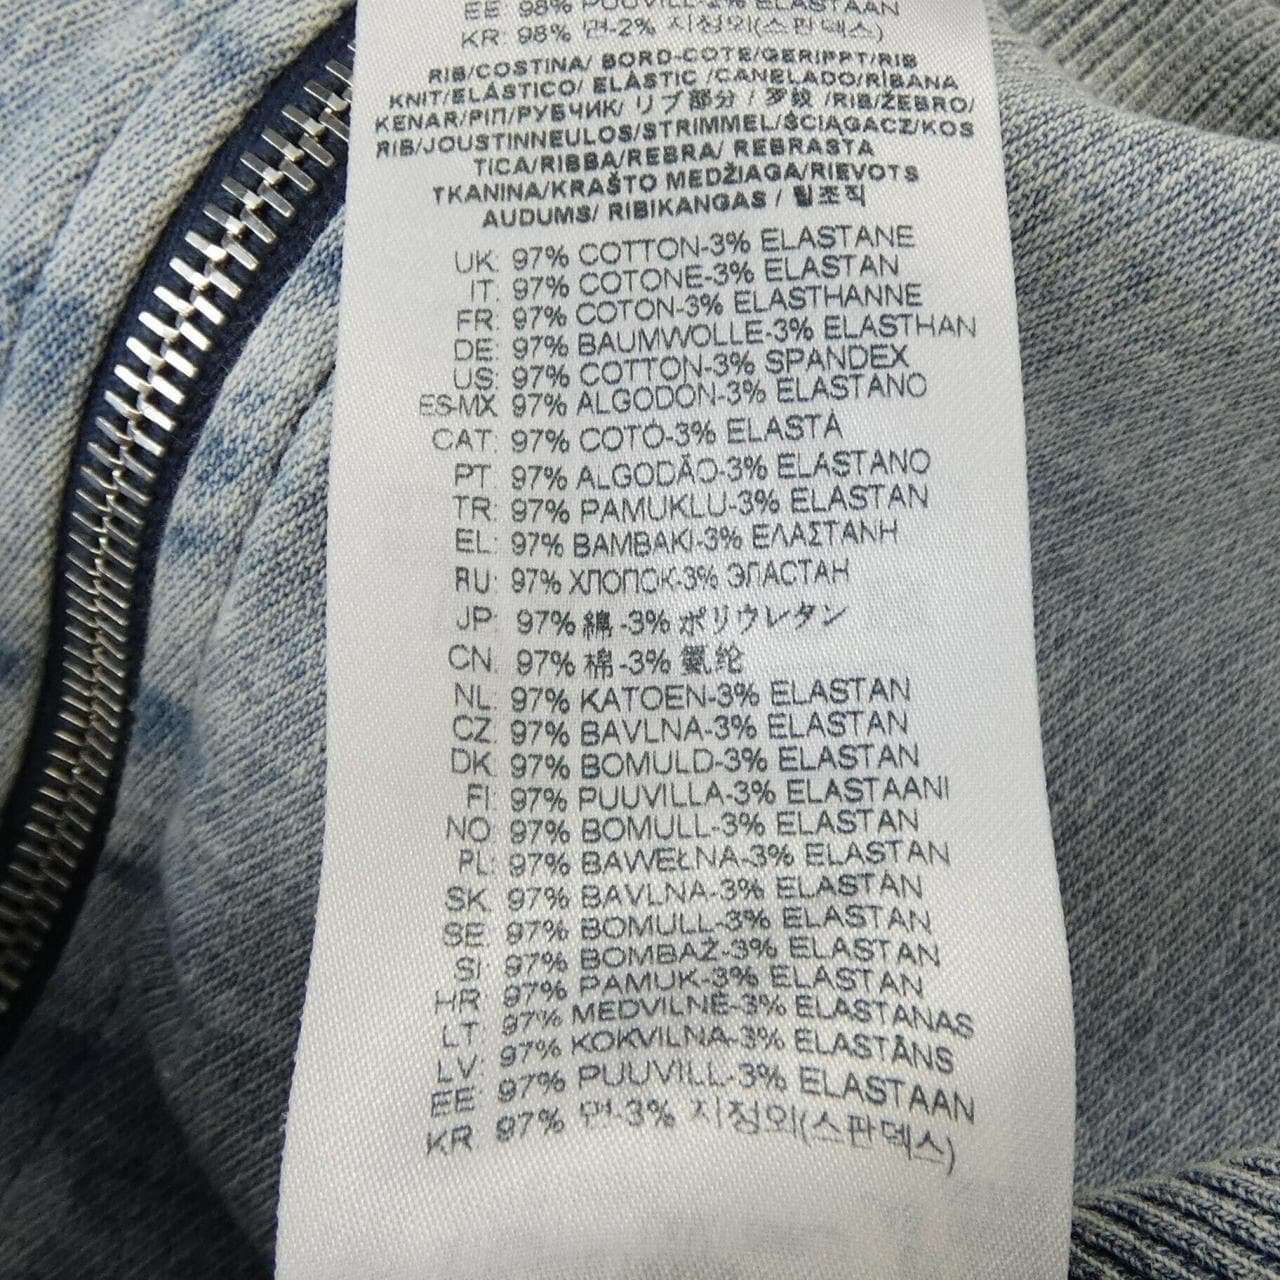 EE: 98% PUUVILL-2% ELASTAAN
KR: 98% 면-2% 지정외(스판덱스)
RIB/COSTINA/ BORD-COTE/GERIPPT/RIB
KNIT/ELÁSTICO/ ELÀSTIC /CANELADO/RİBANA
KENAR/ΡΙΠ/РУБЧИК/ リブ部分 / 罗纹 /RIB/ŽEBRO/
RIB/JOUSTINNEULOS/STRIMMEL/ŚCIĄGACZ/KOS
TICA/RIBBA/REBRA/ REBRASTA
TKANINA/KRAŠTO MEDŽIAGA/RIEVOTS
AUDUMS/ RIBIKANGAS / 립조직
UK: 97% COTTON-3% ELASTANE
IT: 97% COTONE-3% ELASTAN
FR: 97% COTON-3% ELASTHANNE
DE: 97% BAUMWOLLE-3% ELASTHAN
US: 97% COTTON-3% SPANDEX
ES-MX: 97% ALGODÓN-3% ELASTANO
CAT: 97% COTÓ-3% ELASTÀ
PT: 97% ALGODÃO-3% ELASTANO
TR: 97% PAMUKLU-3% ELASTAN
EL: 97% ΒΑΜΒΑΚΙ-3% ΕΛΑΣΤΑΝΗ
RU: 97% ХЛОПОК-3% ЭЛАСТАН
JP: 97% 綿 -3% ポリウレタン
CN: 97% 棉 -3% 氨纶
NL: 97% KATOEN-3% ELASTAN
CZ: 97% BAVLNA-3% ELASTAN
DK: 97% BOMULD-3% ELASTAN
FI: 97% PUUVILLA-3% ELASTAANI
NO: 97% BOMULL-3% ELASTAN
PL: 97% BAWEŁNA-3% ELASTAN
SK: 97% BAVLNA-3% ELASTAN
SE: 97% BOMULL-3% ELASTAN
SI: 97% BOMBAŽ-3% ELASTAN
HR: 97% PAMUK-3% ELASTAN
LT: 97% MEDVILNĖ-3% ELASTANAS
LV: 97% KOKVILNA-3% ELASTĀNS
EE: 97% PUUVILL-3% ELASTAAN
KR: 97% 면-3% 지정외(스판덱스)